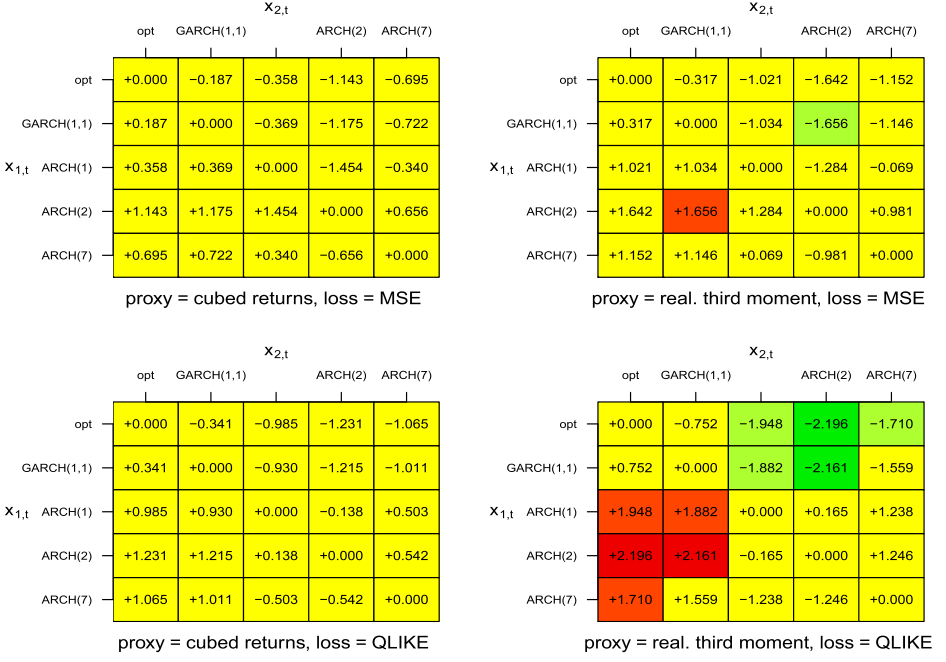 x2,t
opt GARCH(1,1) ARCH(2) ARCH(7)
opt +0.000 −0.187 −0.358 −1.143 −0.695
GARCH(1,1) +0.187 +0.000 −0.369 −1.175 −0.722
x1,t ARCH(1) +0.358 +0.369 +0.000 −1.454 −0.340
ARCH(2) +1.143 +1.175 +1.454 +0.000 +0.656
ARCH(7) +0.695 +0.722 +0.340 −0.656 +0.000
proxy = cubed returns, loss = MSE
x2,t
opt GARCH(1,1) ARCH(2) ARCH(7)
opt +0.000 −0.317 −1.021 −1.642 −1.152
GARCH(1,1) +0.317 +0.000 −1.034 −1.656 −1.146
x1,t ARCH(1) +1.021 +1.034 +0.000 −1.284 −0.069
ARCH(2) +1.642 +1.656 +1.284 +0.000 +0.981
ARCH(7) +1.152 +1.146 +0.069 −0.981 +0.000
proxy = real. third moment, loss = MSE
x2,t
opt GARCH(1,1) ARCH(2) ARCH(7)
opt +0.000 −0.341 −0.985 −1.231 −1.065
GARCH(1,1) +0.341 +0.000 −0.930 −1.215 −1.011
x1,t ARCH(1) +0.985 +0.930 +0.000 −0.138 +0.503
ARCH(2) +1.231 +1.215 +0.138 +0.000 +0.542
ARCH(7) +1.065 +1.011 −0.503 −0.542 +0.000
proxy = cubed returns, loss = QLIKE
x2,t
opt GARCH(1,1) ARCH(2) ARCH(7)
opt +0.000 −0.752 −1.948 −2.196 −1.710
GARCH(1,1) +0.752 +0.000 −1.882 −2.161 −1.559
x1,t ARCH(1) +1.948 +1.882 +0.000 +0.165 +1.238
ARCH(2) +2.196 +2.161 −0.165 +0.000 +1.246
ARCH(7) +1.710 +1.559 −1.238 −1.246 +0.000
proxy = real. third moment, loss = QLIKE